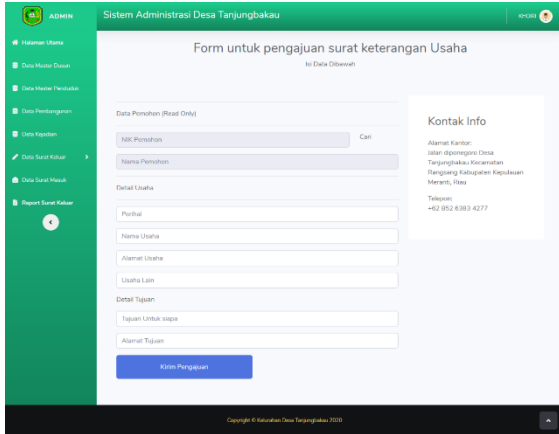 ADMIN
Sistem Administrasi Desa Tanjungbakau
Halaman Utama
Data Master Dusun
Data Master Penduduk
Data Pembangunan
Data Kejadian
Data Surat Keluar
Data Surat Masuk
Report Surat Keluar
Form untuk pengajuan surat keterangan Usaha
Isi Data Dibawah
Data Pemohon (Read Only)
NIK Pemohon
Cari
Nama Pemohon
Detail Usaha
Perihal
Nama Usaha
Alamat Usaha
Usaha Lain
Detail Tujuan
Tujuan Untuk siapa
Alamat Tujuan
Kirim Pengajuan
Kontak Info
Alamat Kantor:
Jalan diponegoro Desa
Tanjungbakau Kecamatan
Rangsang Kabupaten Kepulauan
Meranti, Riau
Telepon:
+62 852 6383 4277
Copyright © Kelurahan Desa Tanjungbakau 2020